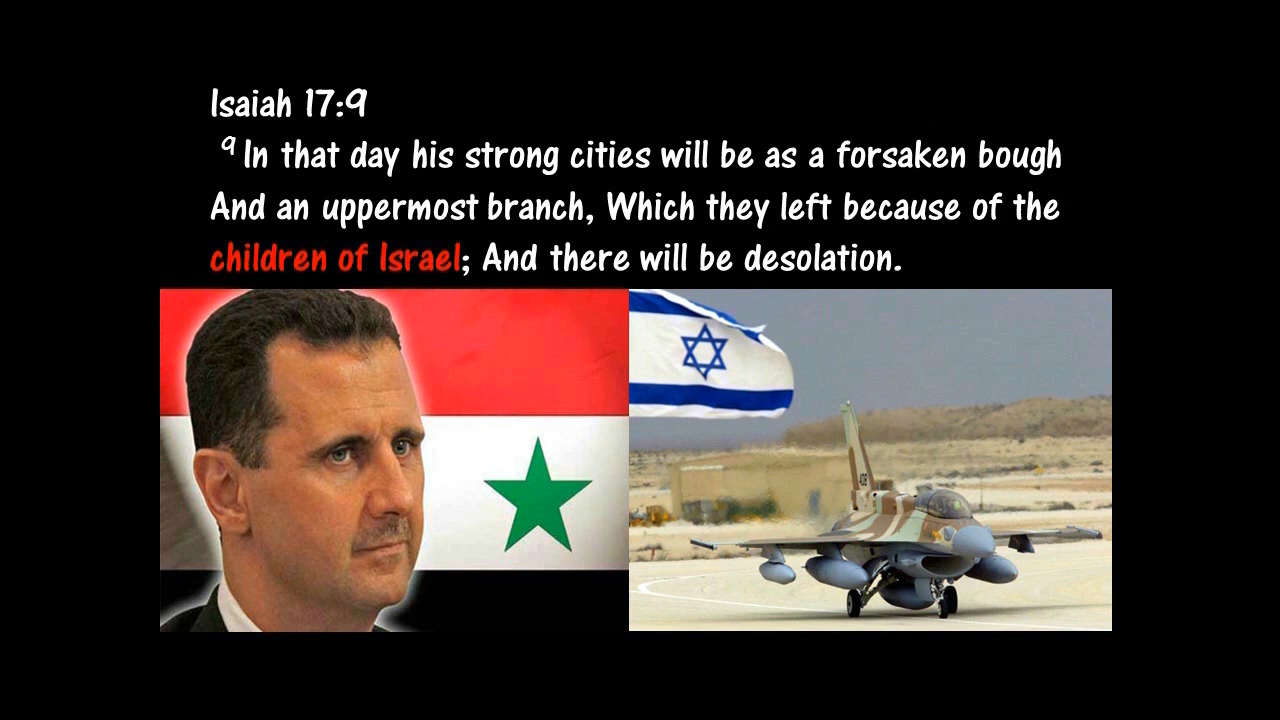 Isaiah 17:9
9 In that day his strong cities will be as a forsaken bough
And an uppermost branch, Which they left because of the
children of Israel; And there will be desolation.
408